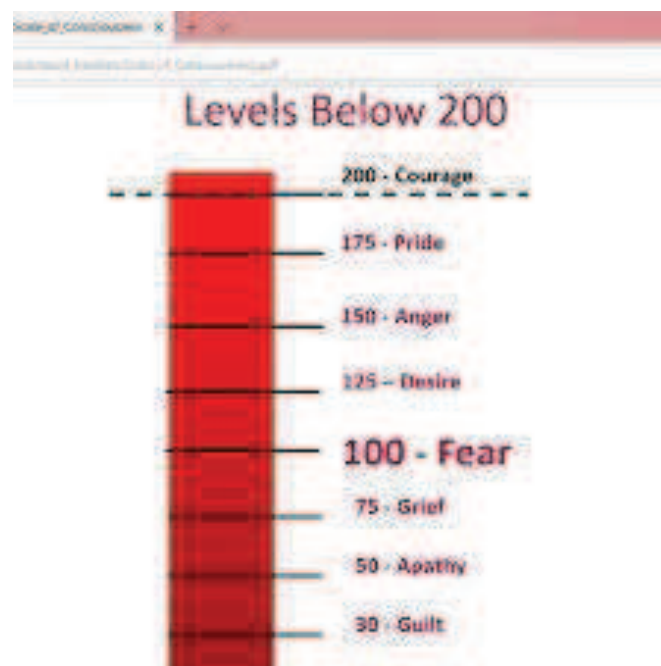 Scale_of_Consciousness x + 
Levels Below 200
200 - Courage
175 - Pride
150 - Anger
125 – Desire
100 - Fear
75 - Grief
50 - Apathy
30 - Guilt